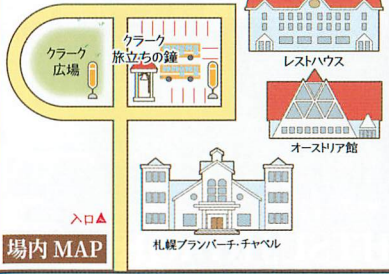 クラーク
広場
クラーク
旅立ちの鐘
レストハウス
オーストリア館
札幌ブランバーチ・チャペル
入口
場内 MAP